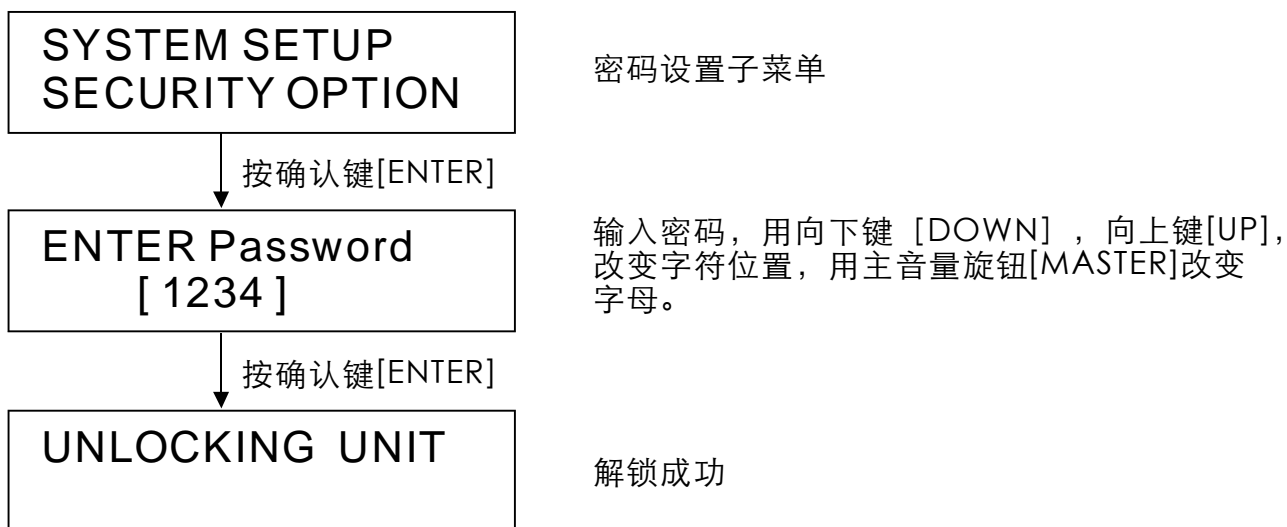 SYSTEM SETUP
SECURITY OPTION
密码设置子菜单
按确认键[ENTER]
ENTER Password
[ 1234 ]
输入密码，用向下键［DOWN］，向上键[UP]，
改变字符位置，用主音量旋钮[MASTER]改变
字母。
按确认键[ENTER]
UNLOCKING UNIT
解锁成功